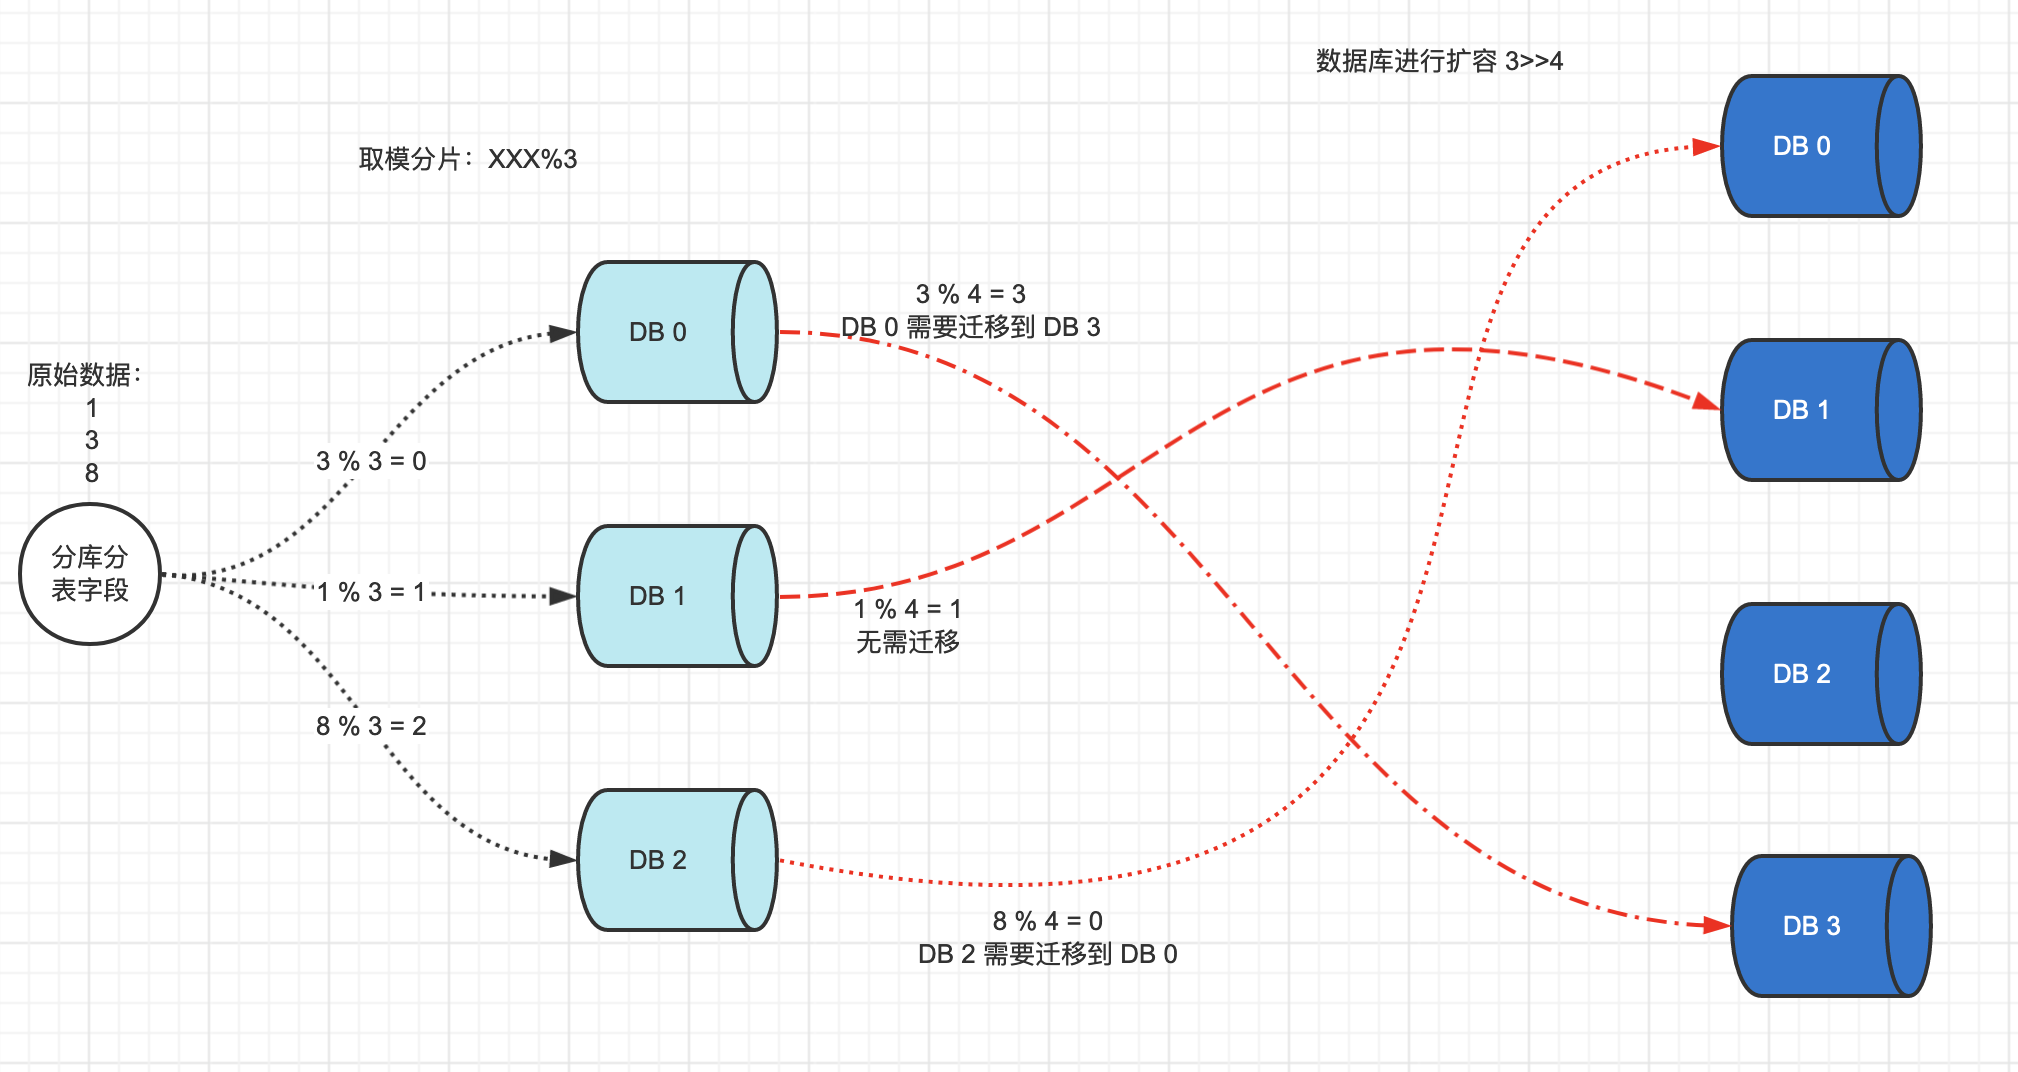 数据库进行扩容 3>>4
取模分片：XXX%3
原始数据：
1
3
8
分库分
表字段
3 % 3 = 0
1 % 3 = 1
8 % 3 = 2
DB 0
DB 1
DB 2
3 % 4 = 3
DB 0 需要迁移到 DB 3
1 % 4 = 1
无需迁移
8 % 4 = 0
DB 2 需要迁移到 DB 0
DB 0
DB 1
DB 2
DB 3